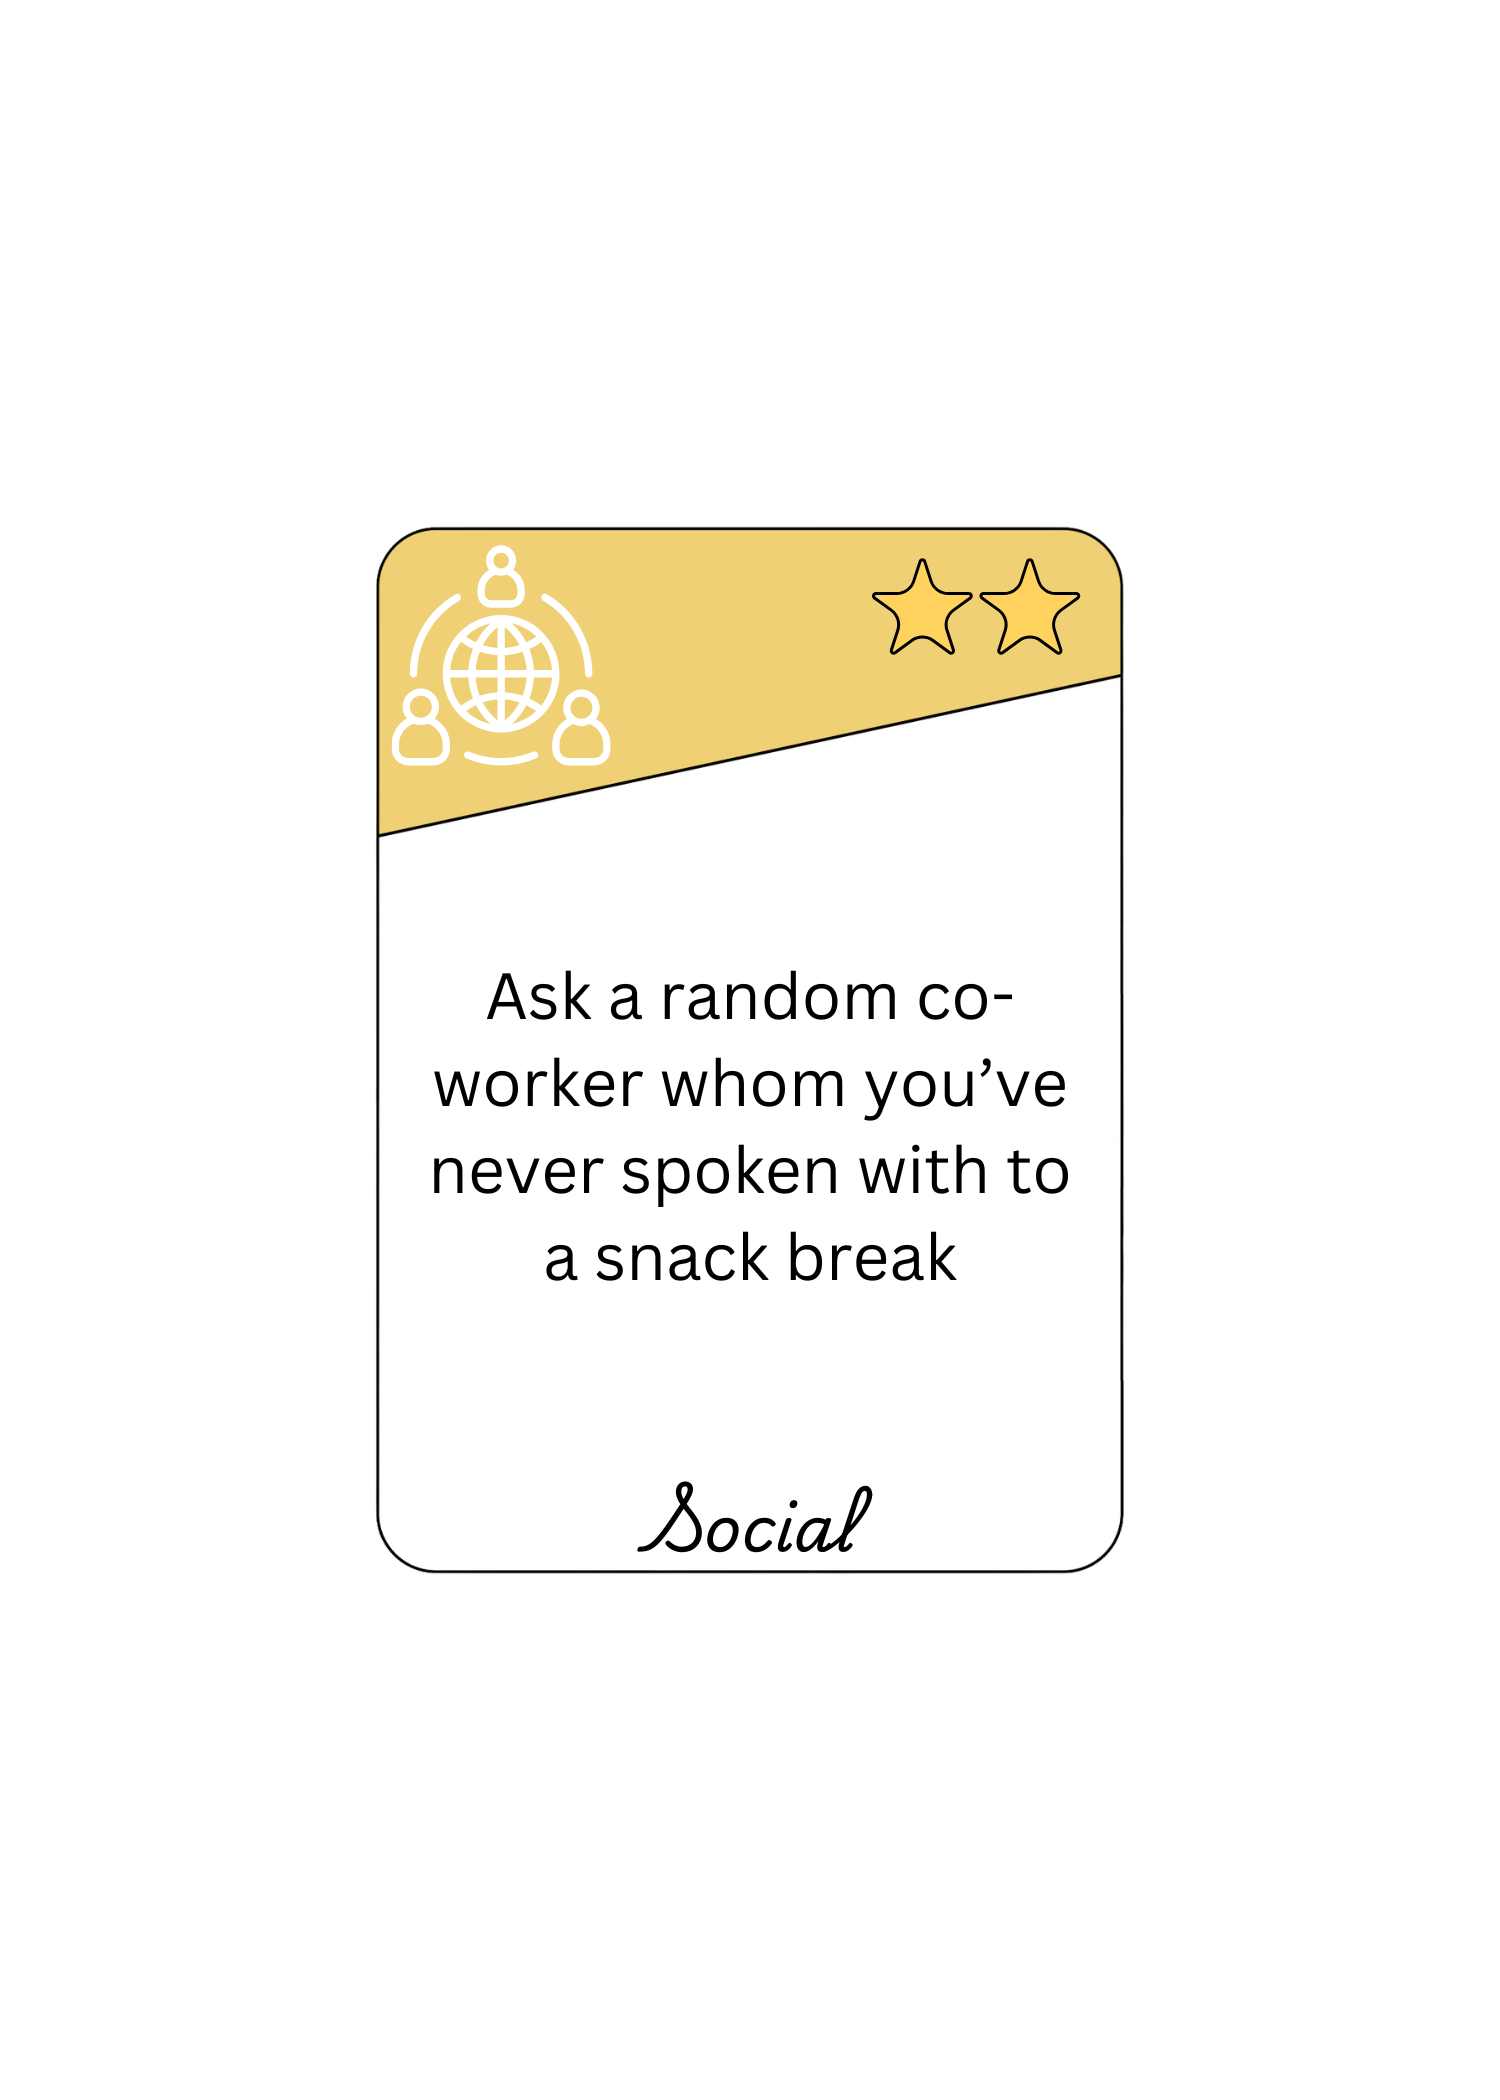 Ask a random co-
worker whom you’ve
never spoken with to
a snack break
Social